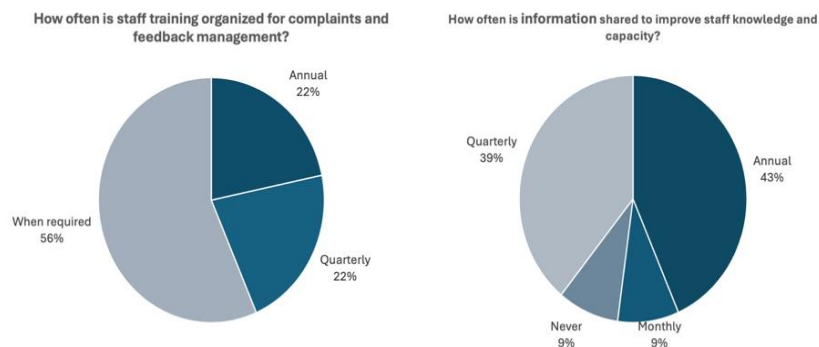 How often is staff training organized for complaints and
feedback management?
Annual
22%
Quarterly
22%
When required
56%
How often is information shared to improve staff knowledge and
capacity?
Annual
43%
Monthly
9%
Never
9%
Quarterly
39%